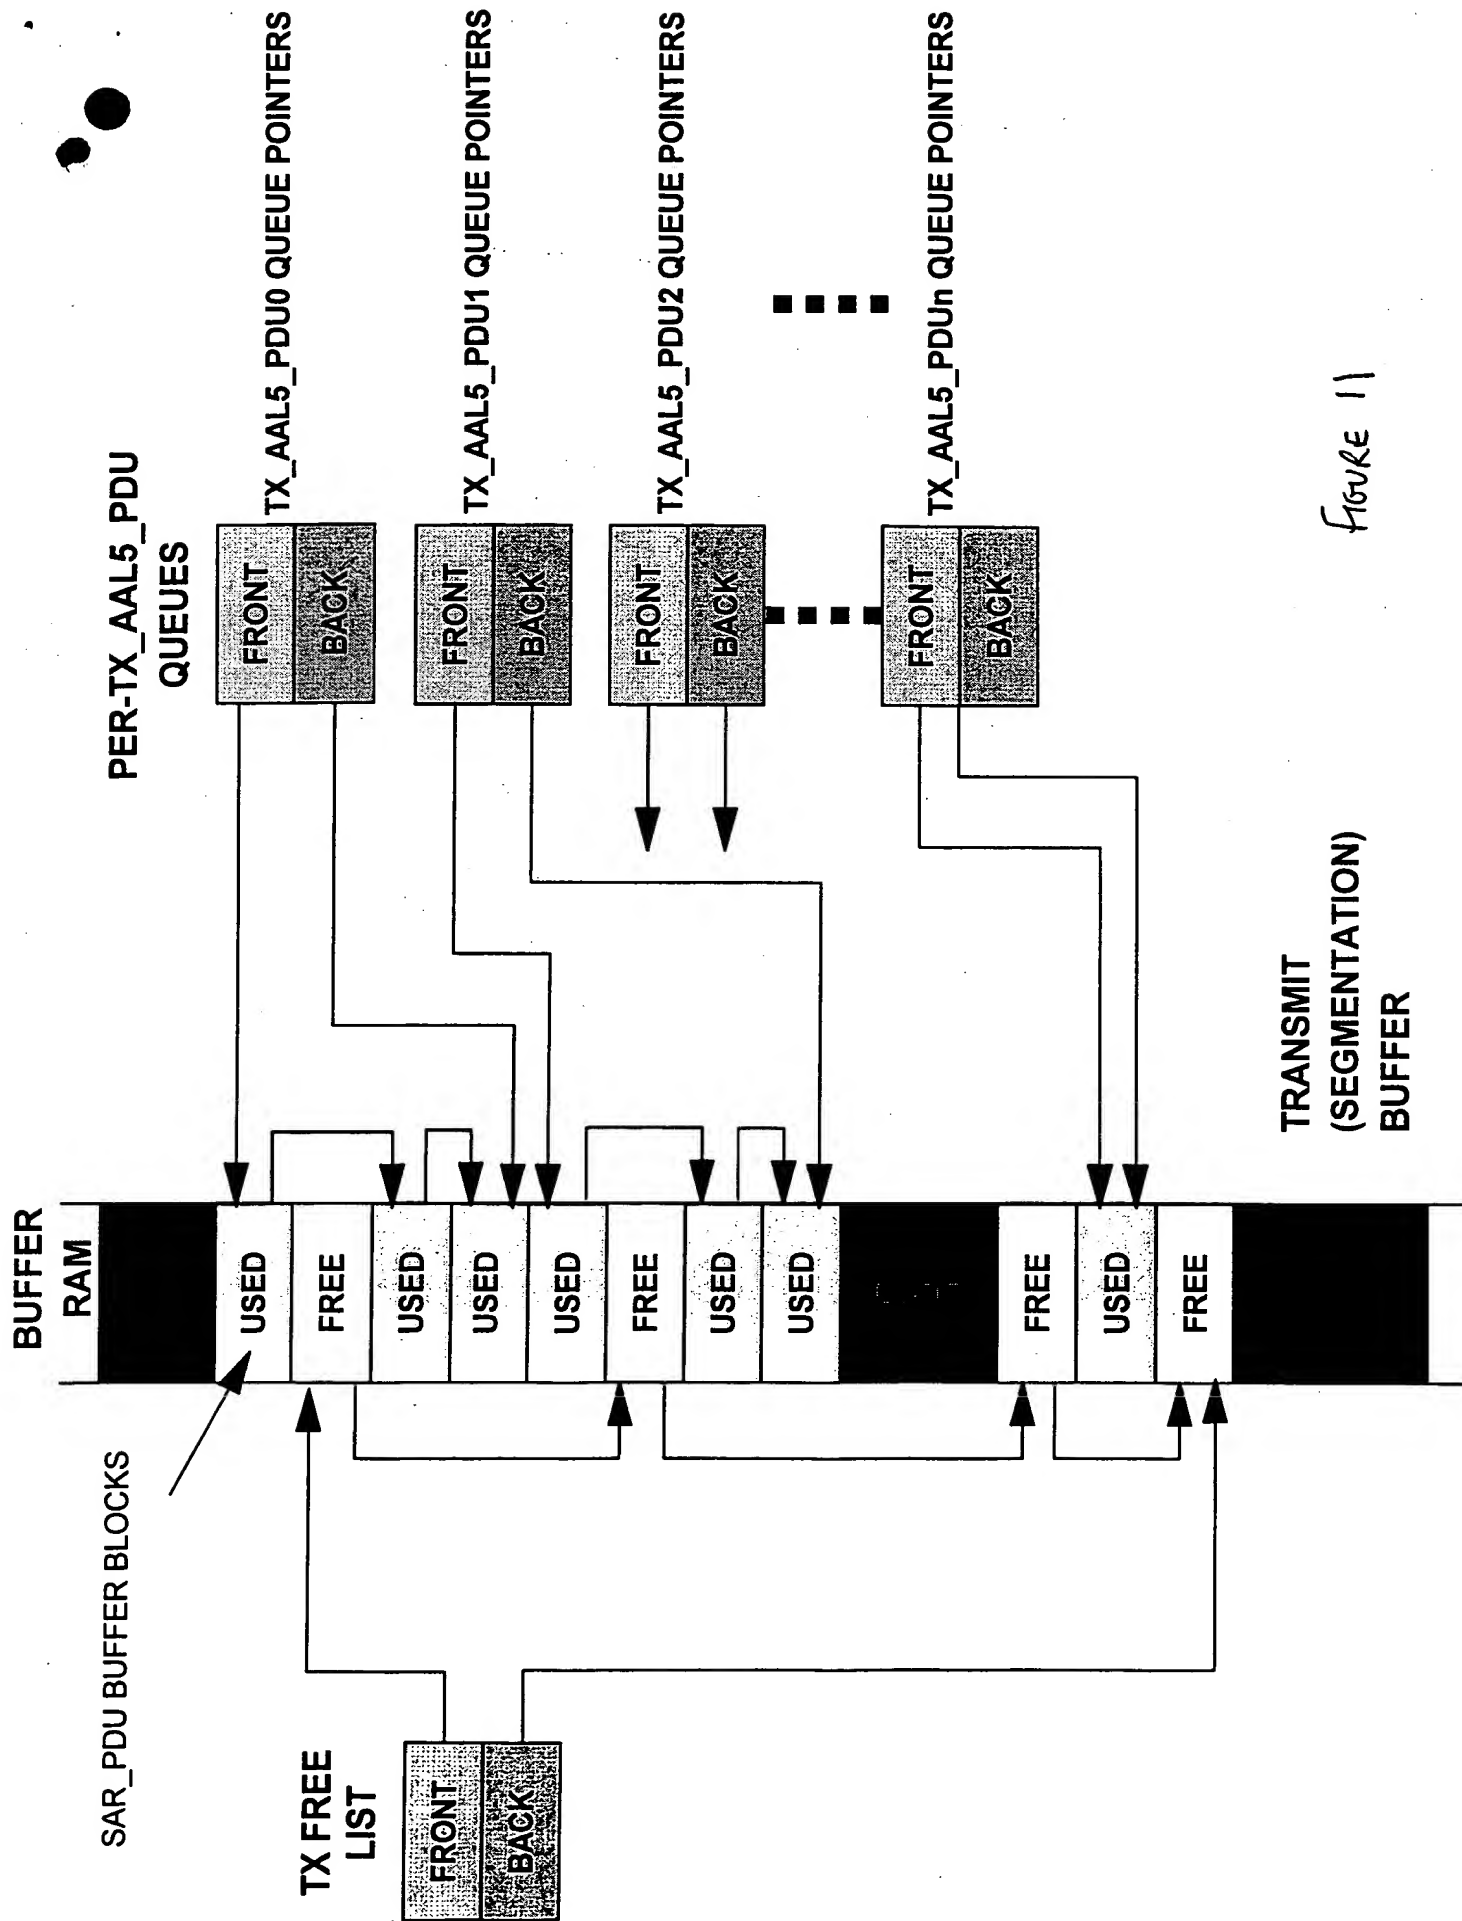 BUFFER
RAM
PER-TX_AAL5_PDU
QUEUES
SAR_PDU BUFFER BLOCKS
TX FREE
LIST
FRONT
BACK
USED
FREE
USED
USED
USED
FREE
USED
USED
FREE
USED
FREE
FRONT
BACK
TX_AAL5_PDU0 QUEUE POINTERS
FRONT
BACK
TX_AAL5_PDU1 QUEUE POINTERS
FRONT
BACK
TX_AAL5_PDU2 QUEUE POINTERS
FRONT
BACK
TX_AAL5_PDUn QUEUE POINTERS
TRANSMIT
(SEGMENTATION)
BUFFER
FIGURE 11